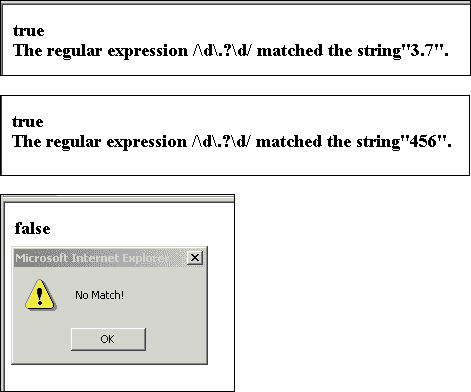 true
The regular expression /\d\.?\d/ matched the string"3.7".
true
The regular expression /\d\.?\d/ matched the string"456".
false
Microsoft Internet Explorer
No Match!
OK